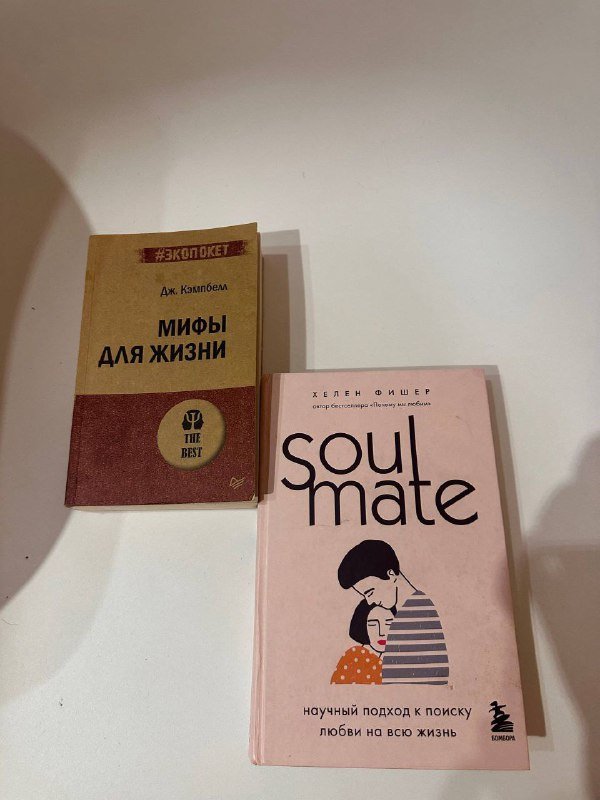 #ЭКОПОКЕТ
Дж. Кэмпбелл
МИФЫ
ДЛЯ ЖИЗНИ
THE
BEST
ХЕЛЕН ФИШЕР
автор бестселлера «Почему мы любим»
soul
mate
научный подход к поиску
любви на всю жизнь
БОМБОРА